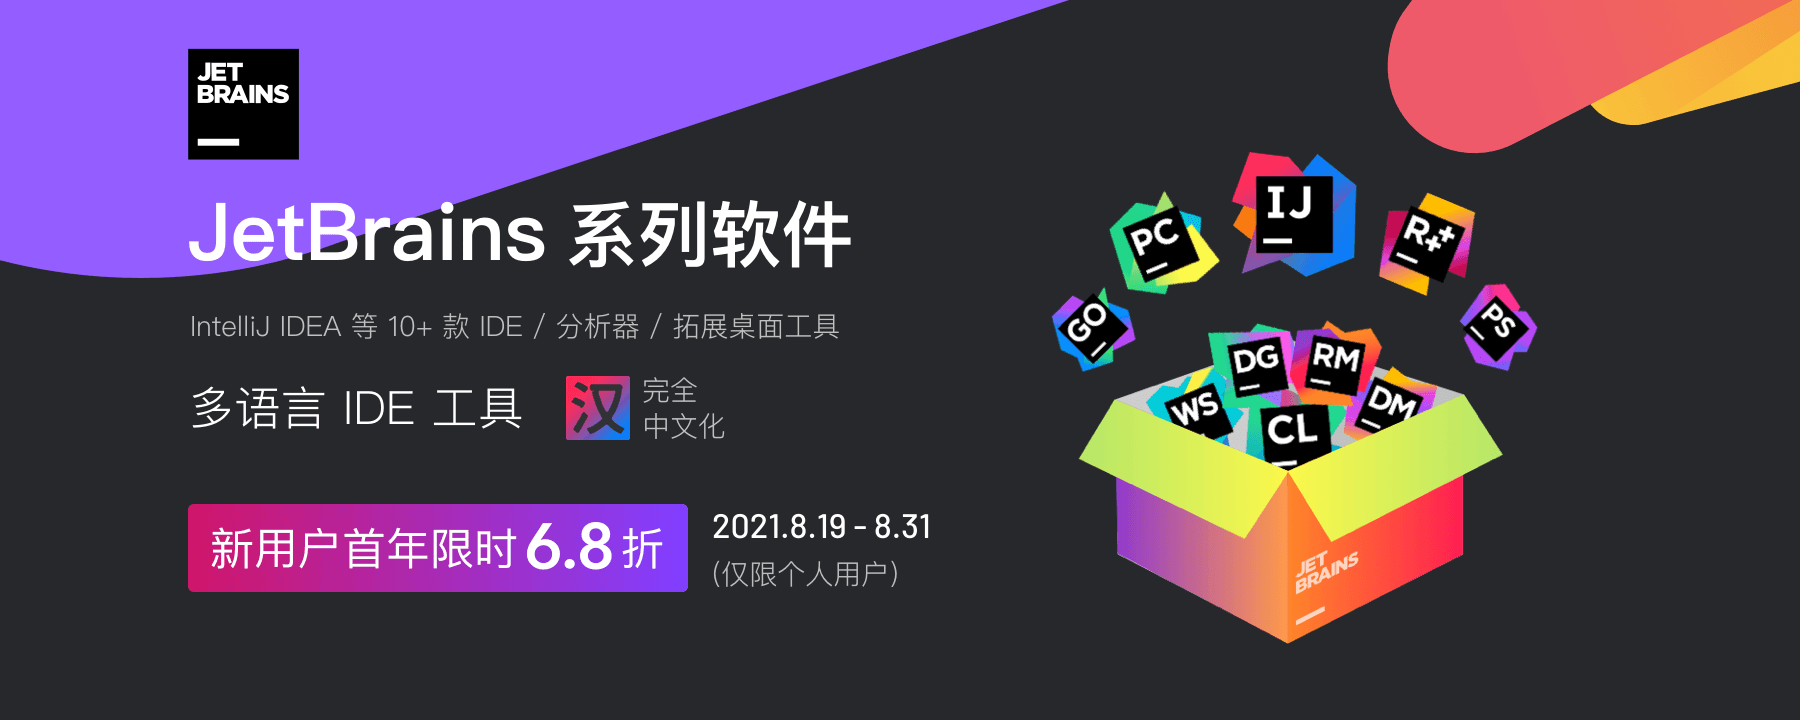 JET
BRAINS
JetBrains 系列软件
IntelliJ IDEA 等 10+ 款 IDE / 分析器 / 拓展桌面工具
多语言 IDE 工具
汉
完全
中文化
新用户首年限时6.8折
2021.8.19 - 8.31
(仅限个人用户)
IJ
PC
R++
GO
PS
DG
RM
WS
CL
DM
JET
BRAINS